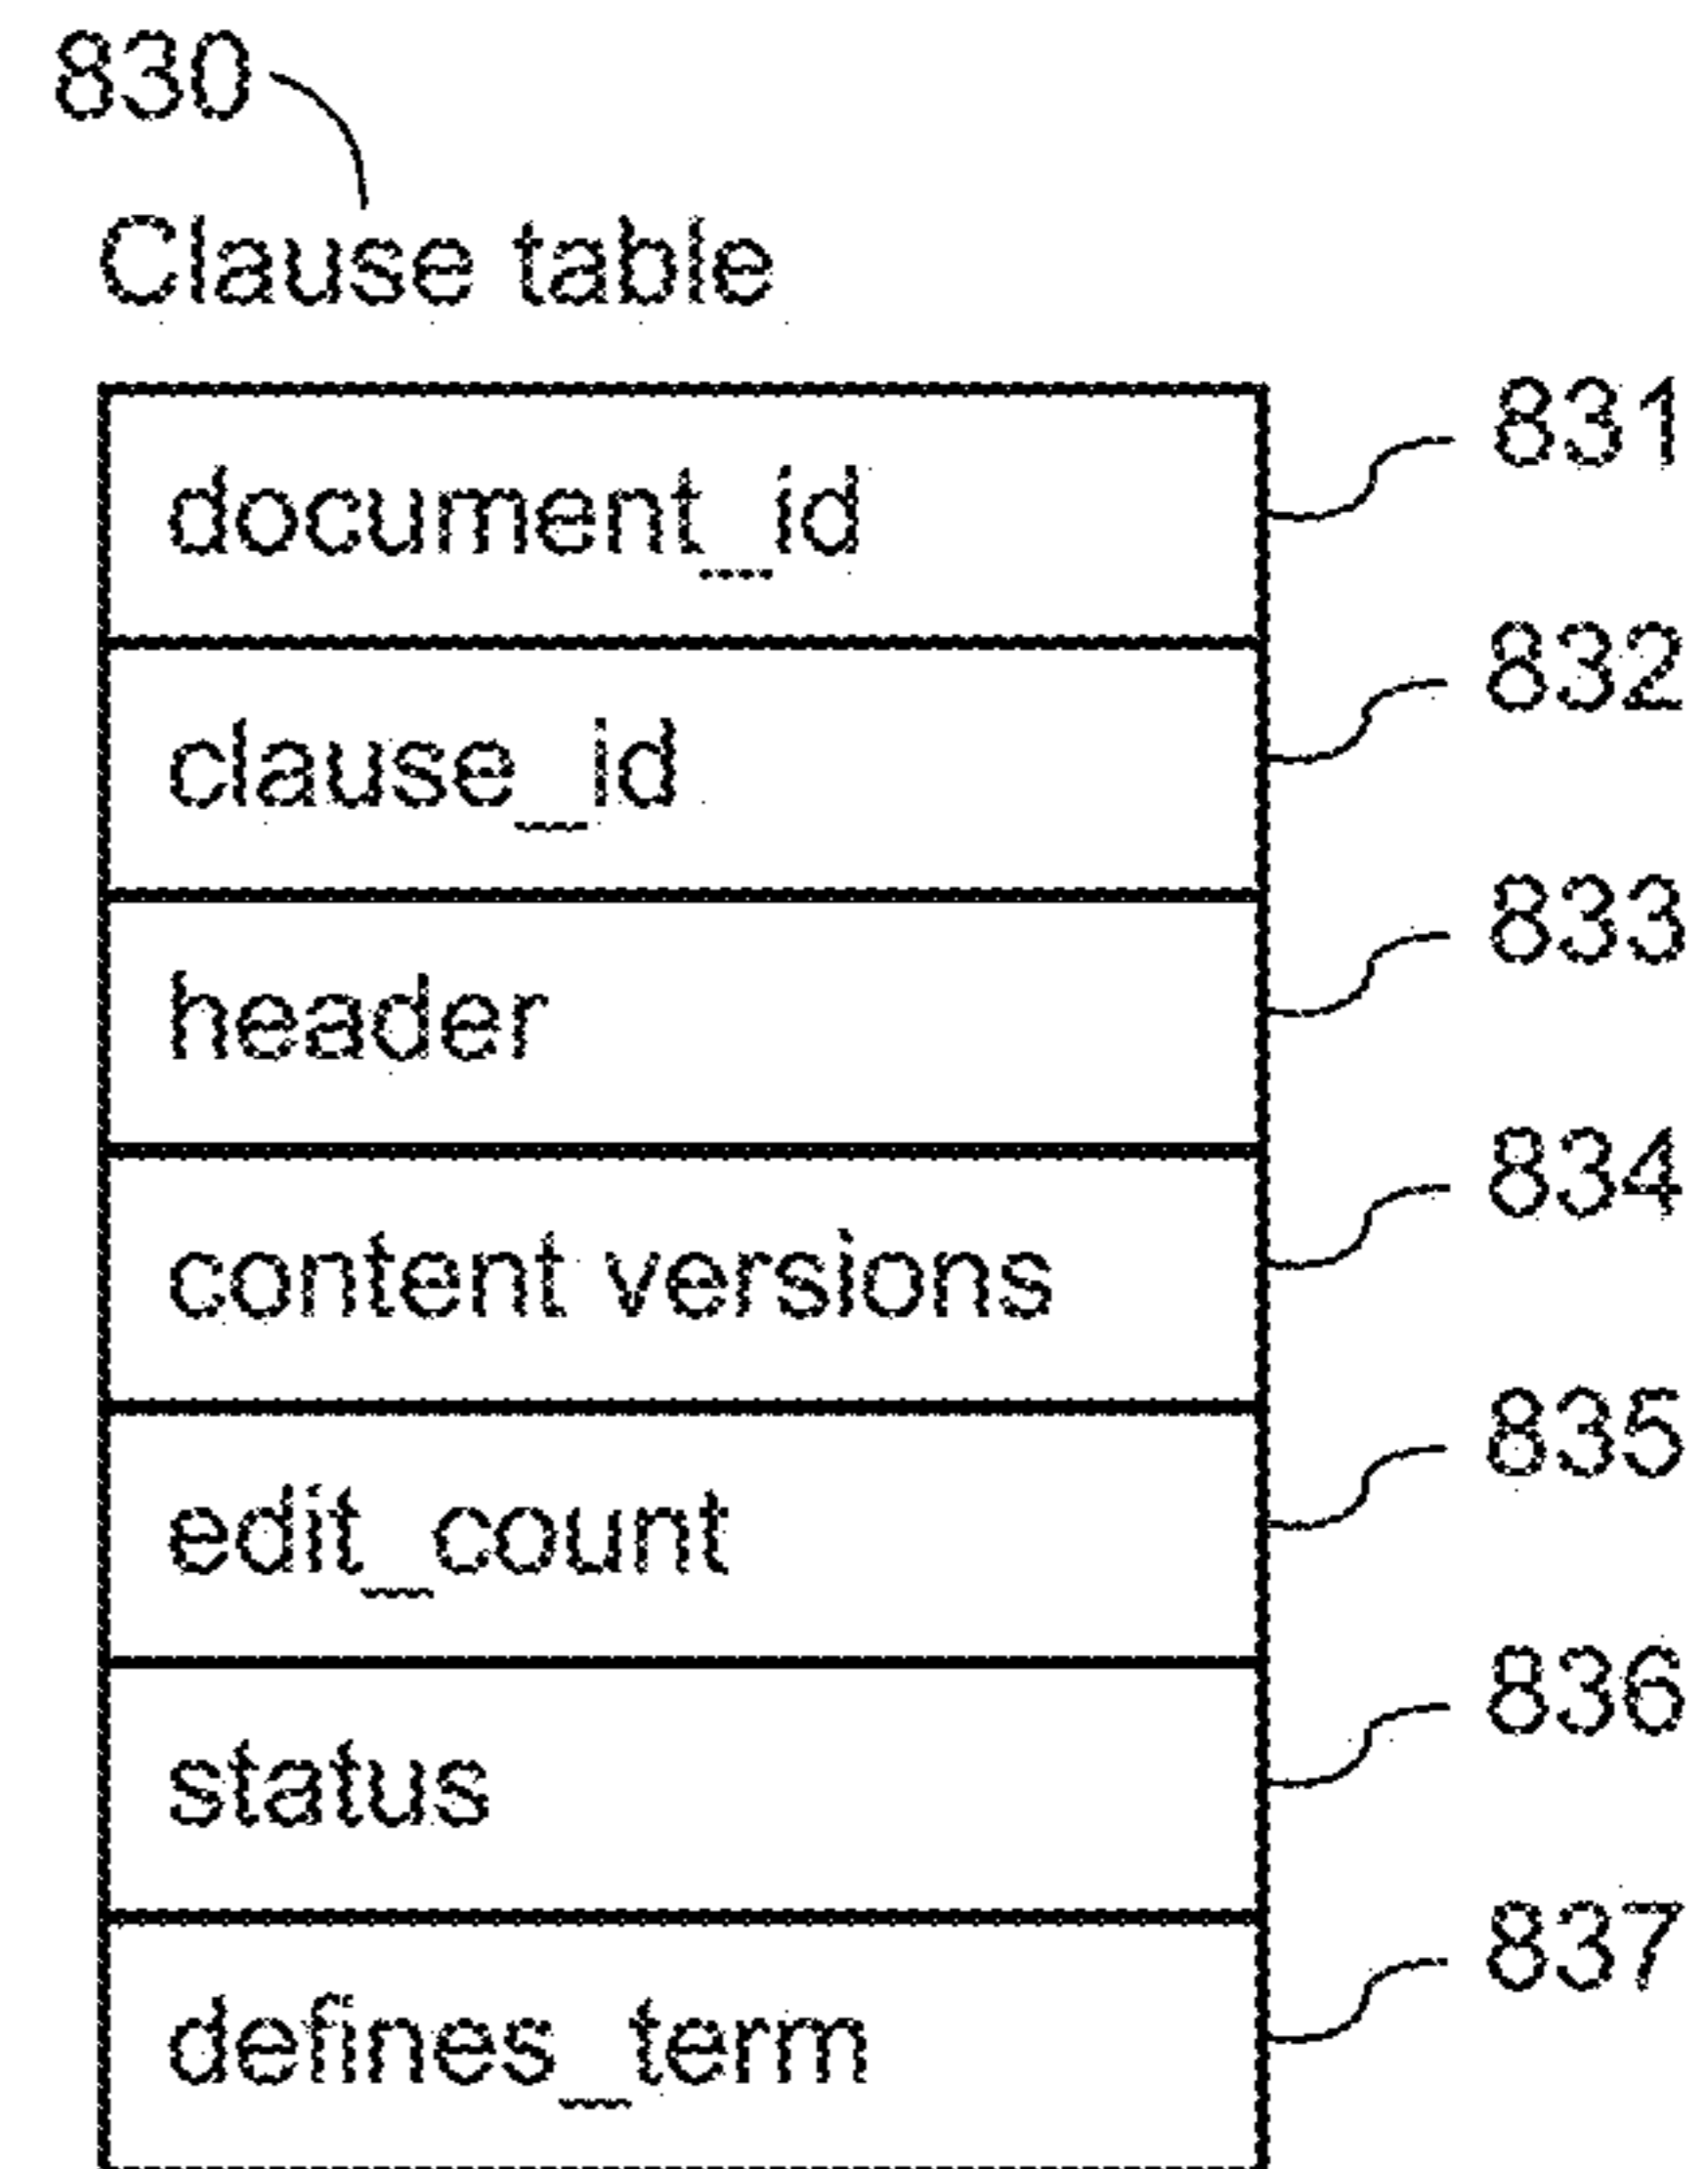 830
Clause table
document_id 831
clause_id 832
header 833
content versions 834
edit_count 835
status 836
defines_term 837